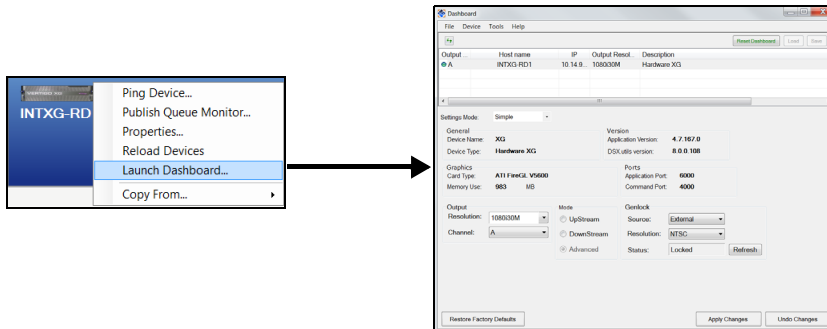 VERTIGO XG
INTXG-RD
Ping Device...
Publish Queue Monitor...
Properties...
Reload Devices
Launch Dashboard...
Copy From...
Dashboard
File Device Tools Help
Reset Dashboard Load Save
Output... Host name IP Output Resol... Description
A INTXG-RD1 10.14.9... 1080i30M Hardware XG
Settings Mode: Simple
General
Device Name: XG
Device Type: Hardware XG
Version
Application Version: 4.7.167.0
DSX.utils version: 8.0.0.108
Graphics
Card Type: ATI FireGL V5600
Memory Use: 983 MB
Ports
Application Port: 6000
Command Port: 4000
Output
Resolution: 1080i30M
Channel: A
Mode
UpStream
DownStream
Advanced
Genlock
Source: External
Resolution: NTSC
Status: Locked Refresh
Restore Factory Defaults Apply Changes Undo Changes